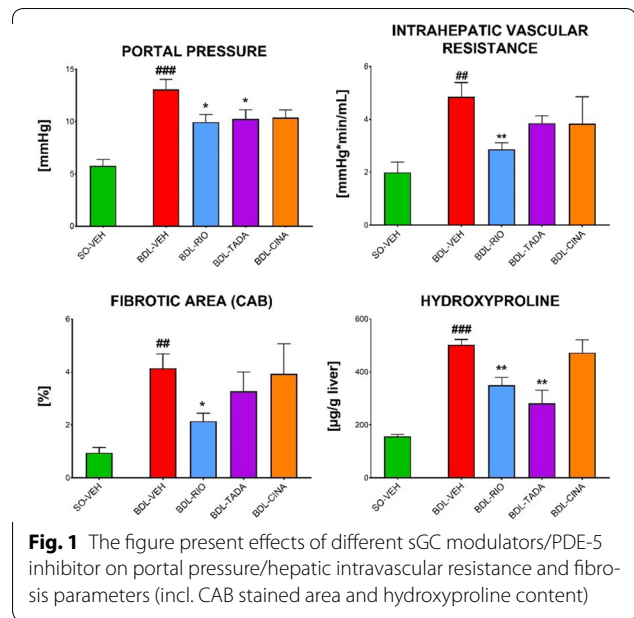 PORTAL PRESSURE
[mmHg]
15
10
5
0
###
*
*
SO-VEH
BDL-VEH
BDL-RIO
BDL-TADA
BDL-CINA
INTRAHEPATIC VASCULAR
RESISTANCE
[mmHg*min/mL]
6
4
2
0
##
**
SO-VEH
BDL-VEH
BDL-RIO
BDL-TADA
BDL-CINA
FIBROTIC AREA (CAB)
[%]
6
4
2
0
##
*
SO-VEH
BDL-VEH
BDL-RIO
BDL-TADA
BDL-CINA
HYDROXYPROLINE
[µg/g liver]
600
400
200
0
###
**
**
SO-VEH
BDL-VEH
BDL-RIO
BDL-TADA
BDL-CINA
Fig. 1 The figure present effects of different sGC modulators/PDE-5
inhibitor on portal pressure/hepatic intravascular resistance and fibro-
sis parameters (incl. CAB stained area and hydroxyproline content)